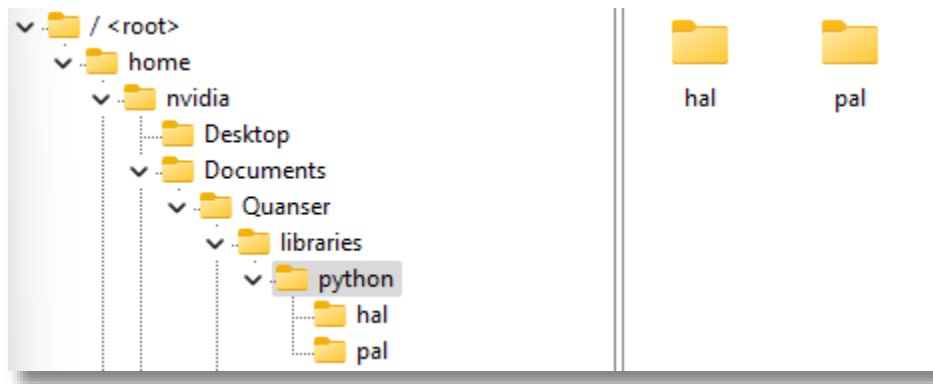 / <root>
home
nvidia
Desktop
Documents
Quanser
libraries
python
hal
pal
hal pal